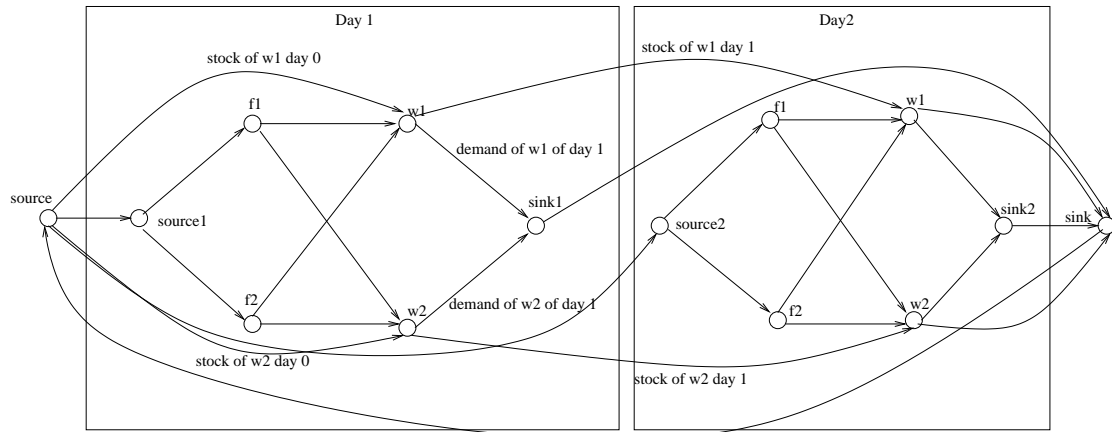 Day 1
Day2
stock of w1 day 0
stock of w1 day 1
f1
w1
f1
w1
demand of w1 of day 1
source
source1
sink1
source2
sink2
sink
f2
w2
demand of w2 of day 1
f2
w2
stock of w2 day 0
stock of w2 day 1